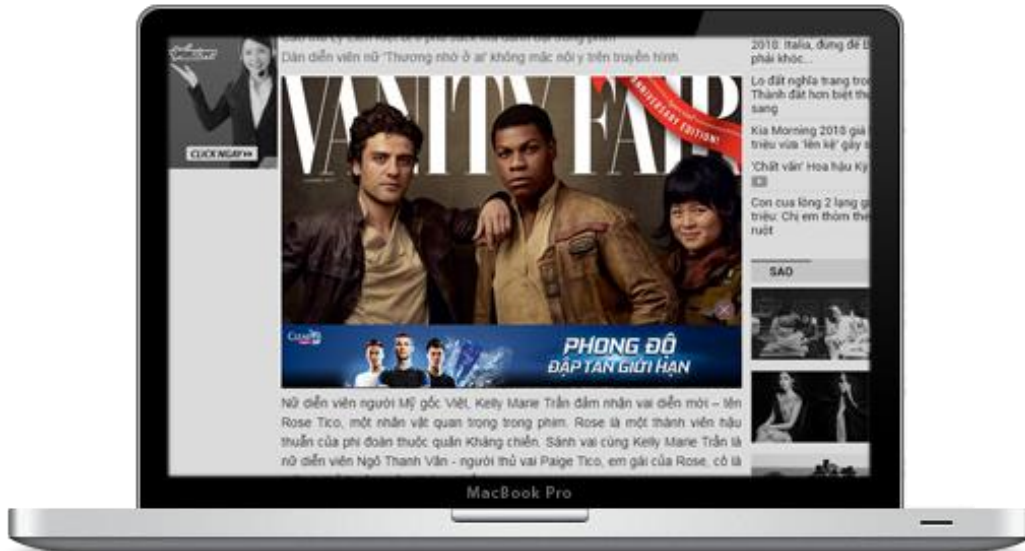 Dàn diễn viên nữ 'Thương nhớ ở ai' không mặc nội y trên truyền hình
CLICK NGAY
VANITY FAIR
ANNIVERSARY EDITION!
CLEAR
PHONG ĐỘ
ĐẬP TAN GIỚI HẠN
Nữ diễn viên người Mỹ gốc Việt, Kelly Marie Trần đảm nhận vai diễn mới – tên
Rose Tico, một nhân vật quan trọng trong phim. Rose là một thành viên hậu
thuẫn của phi đoàn thuộc quân Kháng chiến. Sánh vai cùng Kelly Marie Trần là
nữ diễn viên Ngô Thanh Vân - người thủ vai Paige Tico, em gái của Rose, cô là
2018: Italia, đừng để
phải khóc...
Lo đất nghĩa trang
Thành đắt hơn biệt
sang
Kia Morning 2018 giá
triệu vừa 'lên kệ' gây
'Chất vấn' Hoa hậu Kỳ
Con cua lông 2 lạng
triệu: Chị em thòm
ruột
SAO
MacBook Pro